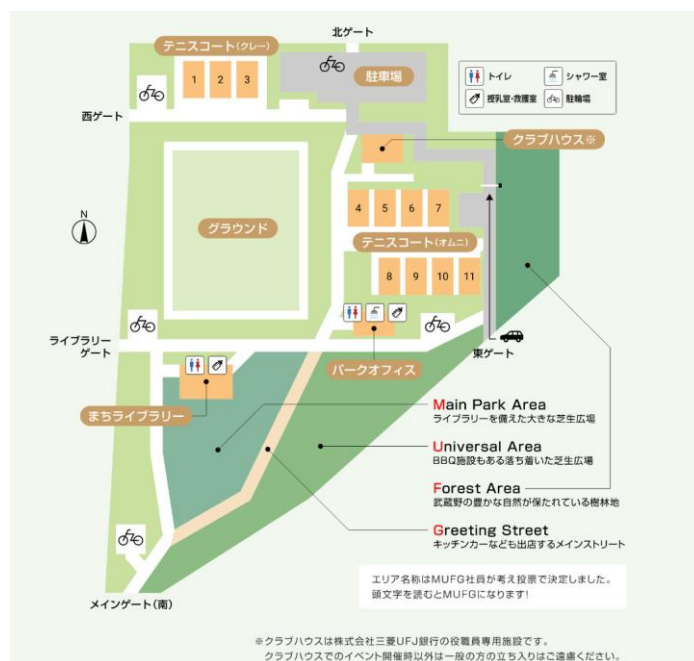 北ゲート
テニスコート(クレー)
1
2
3
駐車場
トイレ
シャワー室
授乳室・救護室
駐輪場
西ゲート
クラブハウス※
N
グラウンド
4
5
6
7
テニスコート(オムニ)
8
9
10
11
ライブラリー
ゲート
東ゲート
パークオフィス
まちライブラリー
Main Park Area
ライブラリーを備えた大きな芝生広場
Universal Area
BBQ施設もある落ち着いた芝生広場
Forest Area
武蔵野の豊かな自然が保たれている樹林地
Greeting Street
キッチンカーなども出店するメインストリート
エリア名称はMUFG社員が考え投票で決定しました。
頭文字を読むとMUFGになります!
メインゲート(南)
※クラブハウスは株式会社三菱UFJ銀行の役職員専用施設です。
クラブハウスでのイベント開催時以外は一般の方の立ち入りはご遠慮ください。